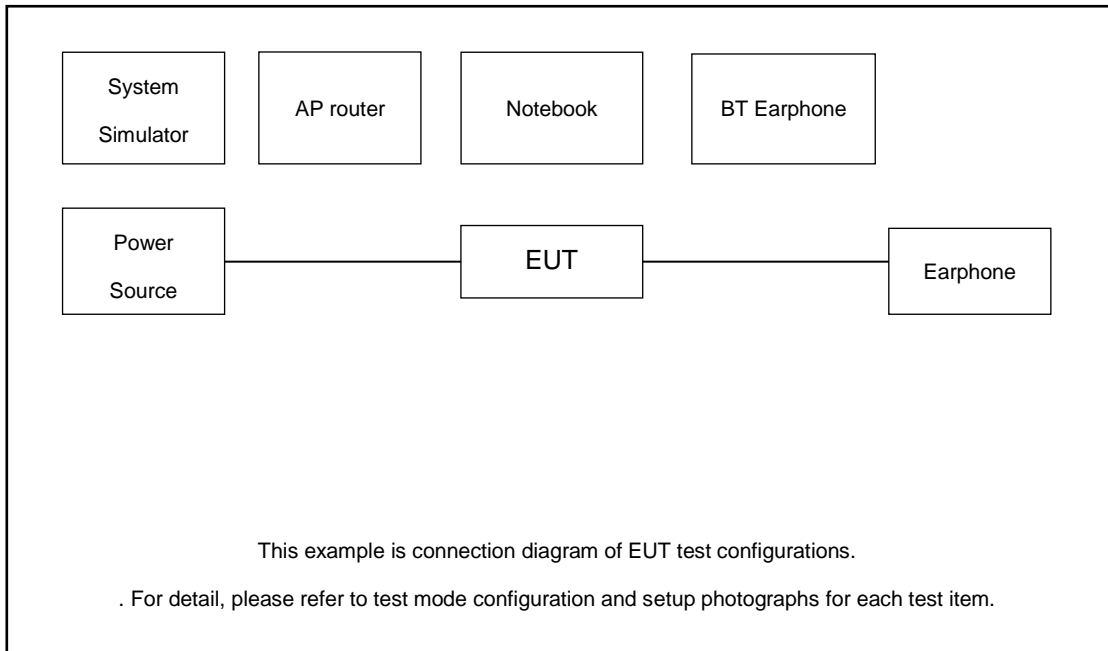 System
Simulator
AP router
Notebook
BT Earphone
Power
Source
EUT
Earphone
This example is connection diagram of EUT test configurations.
. For detail, please refer to test mode configuration and setup photographs for each test item.